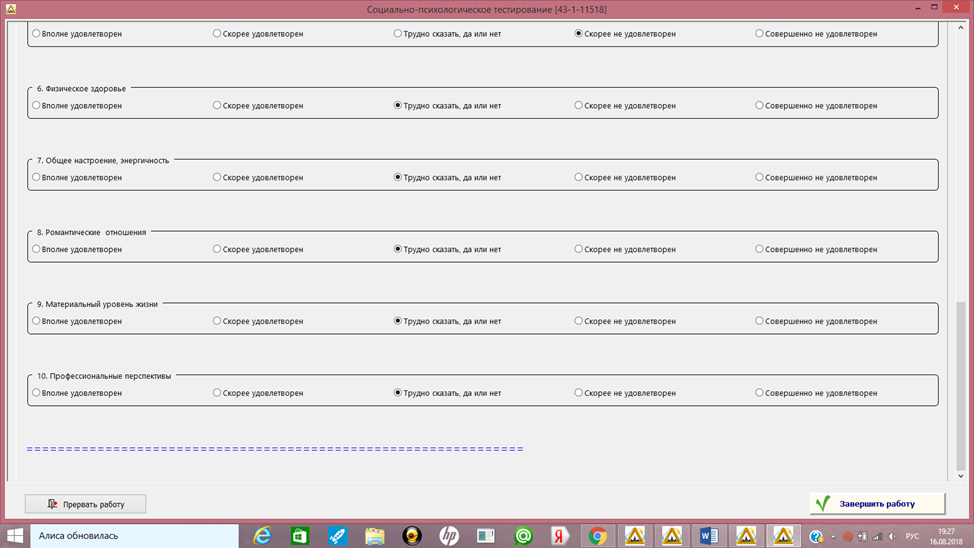 Социально-психологическое тестирование [43-1-11518]
Вполне удовлетворен Скорее удовлетворен Трудно сказать, да или нет Скорее не удовлетворен Совершенно не удовлетворен
6. Физическое здоровье
Вполне удовлетворен Скорее удовлетворен Трудно сказать, да или нет Скорее не удовлетворен Совершенно не удовлетворен
7. Общее настроение, энергичность
Вполне удовлетворен Скорее удовлетворен Трудно сказать, да или нет Скорее не удовлетворен Совершенно не удовлетворен
8. Романтические отношения
Вполне удовлетворен Скорее удовлетворен Трудно сказать, да или нет Скорее не удовлетворен Совершенно не удовлетворен
9. Материальный уровень жизни
Вполне удовлетворен Скорее удовлетворен Трудно сказать, да или нет Скорее не удовлетворен Совершенно не удовлетворен
10. Профессиональные перспективы
Вполне удовлетворен Скорее удовлетворен Трудно сказать, да или нет Скорее не удовлетворен Совершенно не удовлетворен
Прервать работу Завершить работу
Алиса обновилась hp Я РУС 19:27
16.08.2018